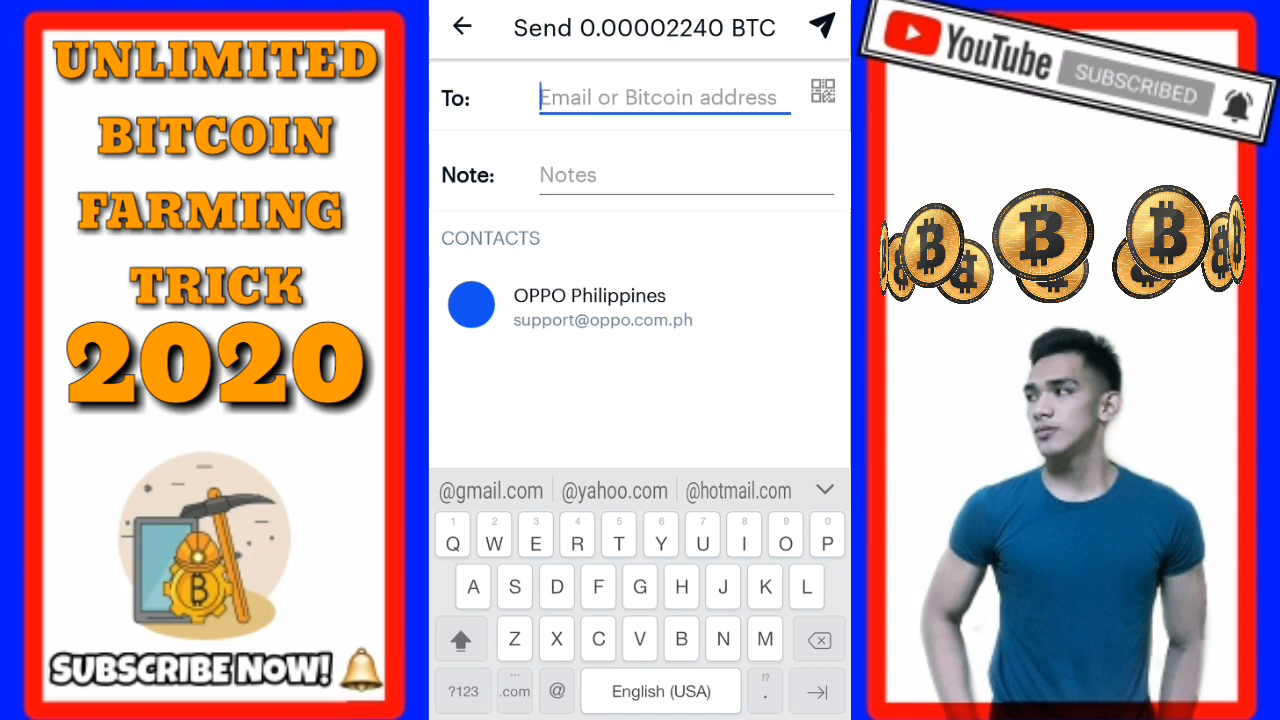 UNLIMITED
BITCOIN
FARMING
TRICK
2020
SUBSCRIBE NOW!
Send 0.00002240 BTC
To: Email or Bitcoin address
Note: Notes
CONTACTS
OPPO Philippines
support@oppo.com.ph
@gmail.com @yahoo.com @hotmail.com
1 2 3 4 5 6 7 8 9 0
Q W E R T Y U I O P
A S D F G H J K L
Z X C V B N M
?123 .com @ English (USA) !? .
YouTube SUBSCRIBED